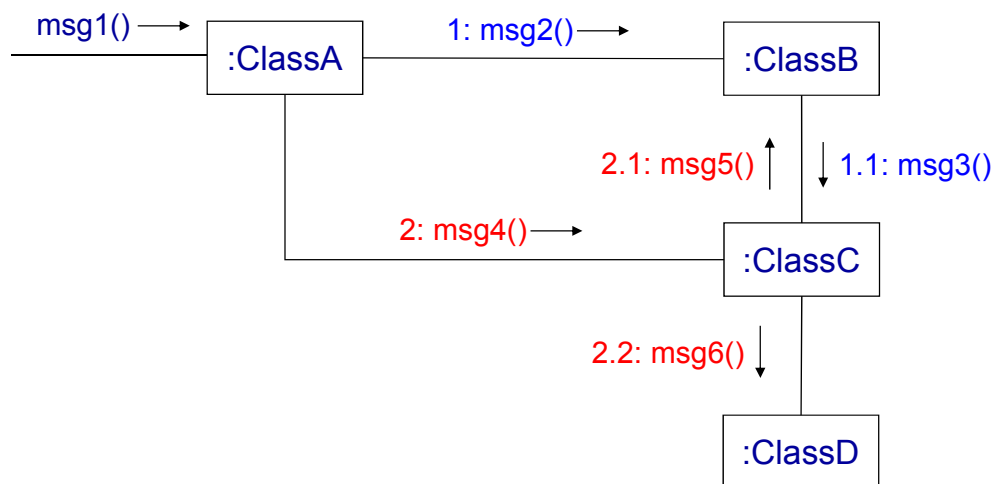 msg1()
1: msg2()
:ClassA
:ClassB
2.1: msg5()
1.1: msg3()
2: msg4()
:ClassC
2.2: msg6()
:ClassD